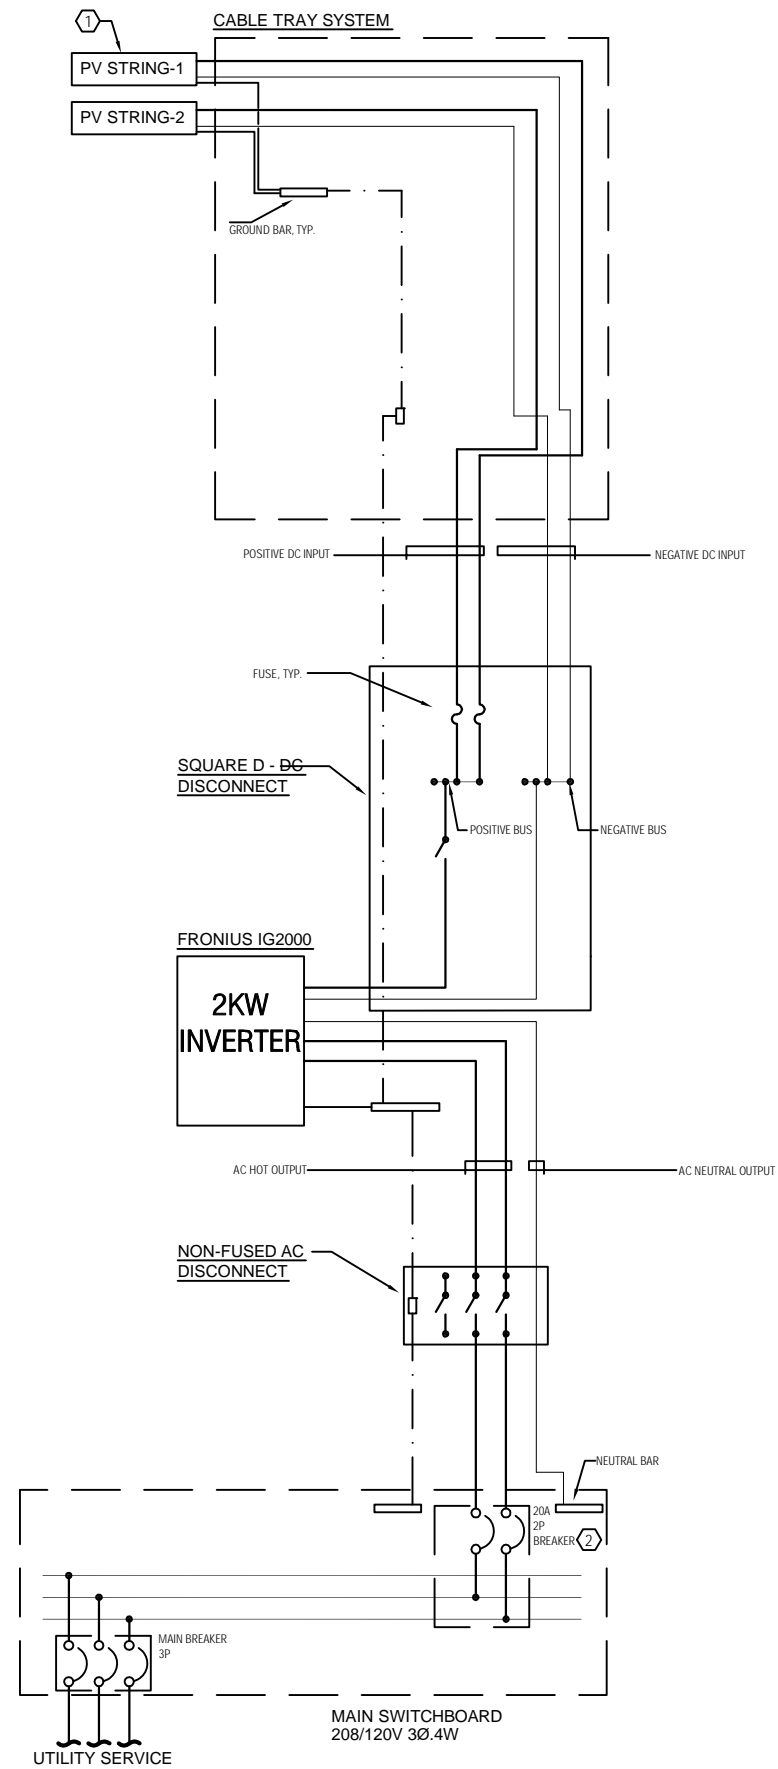 1
CABLE TRAY SYSTEM
PV STRING-1
PV STRING-2
GROUND BAR, TYP.
POSITIVE DC INPUT
NEGATIVE DC INPUT
FUSE, TYP.
SQUARE D - DC
DISCONNECT
POSITIVE BUS
NEGATIVE BUS
FRONIUS IG2000
2KW
INVERTER
AC HOT OUTPUT
AC NEUTRAL OUTPUT
NON-FUSED AC
DISCONNECT
NEUTRAL BAR
20A
2P
BREAKER
2
MAIN BREAKER
3P
MAIN SWITCHBOARD
208/120V 3Ø.4W
UTILITY SERVICE